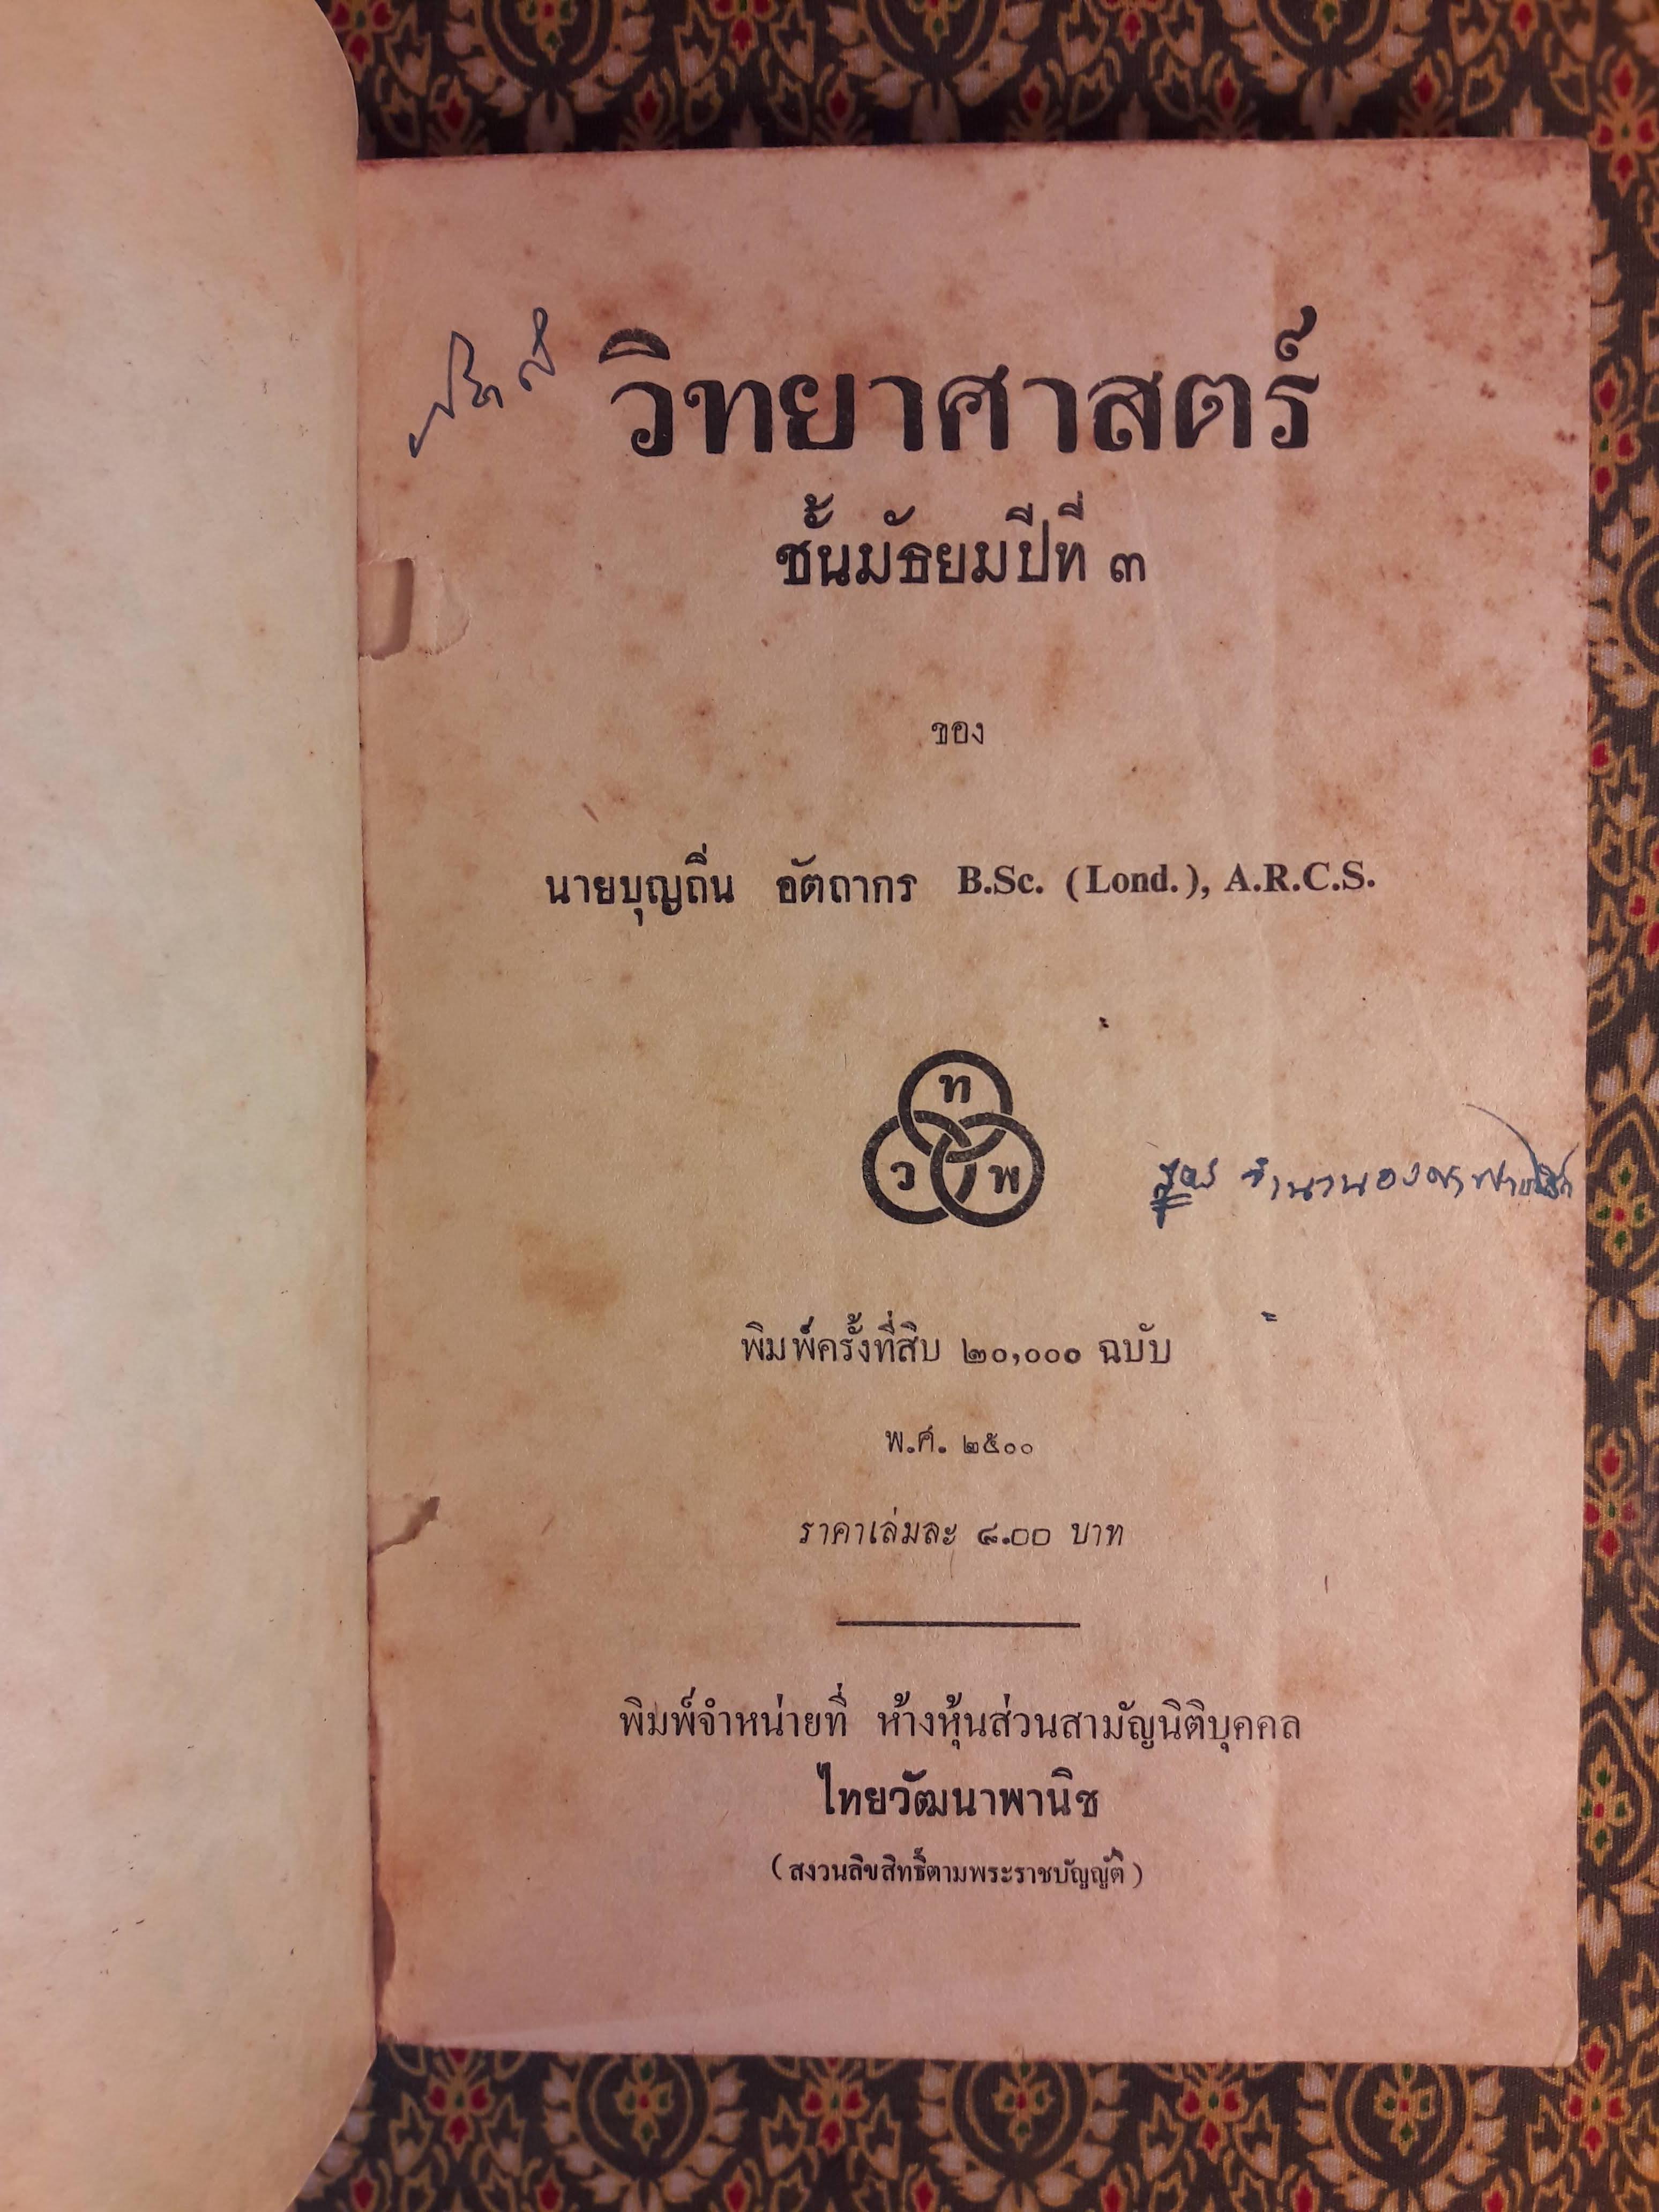 วิทยาศาสตร์
ชั้นมัธยมปีที่ ๓
ของ
นายบุญถิ่น อัตถากร B.Sc. (Lond.), A.R.C.S.
ท
ว พ
พิมพ์ครั้งที่สิบ ๒๐,๐๐๐ ฉบับ
พ.ศ. ๒๕๐๐
ราคาเล่มละ ๘.๐๐ บาท
พิมพ์จำหน่ายที่ ห้างหุ้นส่วนสามัญนิติบุคคล
ไทยวัฒนาพานิช
(สงวนลิขสิทธิ์ตามพระราชบัญญัติ)